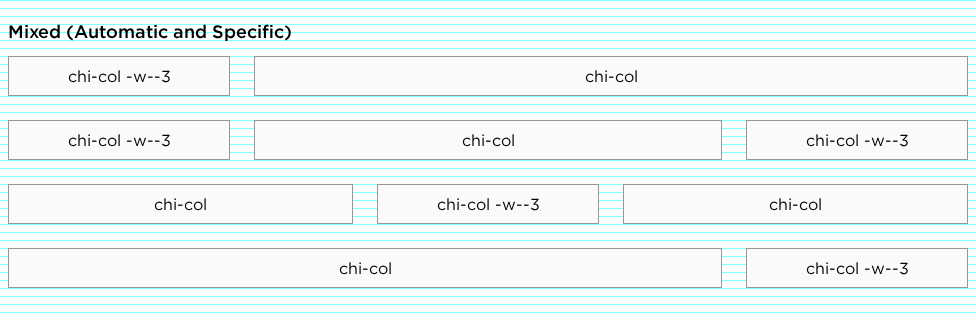 Mixed (Automatic and Specific)
chi-col -w--3 chi-col
chi-col -w--3 chi-col chi-col -w--3
chi-col chi-col -w--3 chi-col
chi-col chi-col -w--3